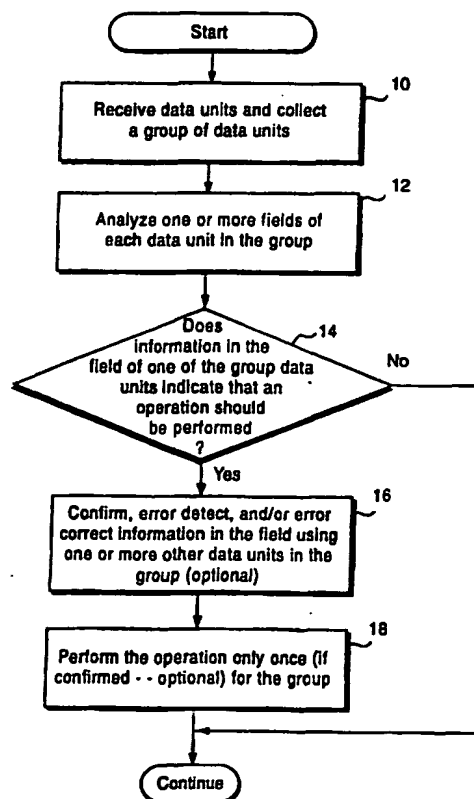 Start
10
Receive data units and collect
a group of data units
12
Analyze one or more fields of
each data unit in the group
14
Does
information in the
field of one of the group data
units indicate that an
operation should
be performed
?
No
Yes
16
Confirm, error detect, and/or error
correct information in the field using
one or more other data units in the
group (optional)
18
Perform the operation only once (if
confirmed - - optional) for the group
Continue